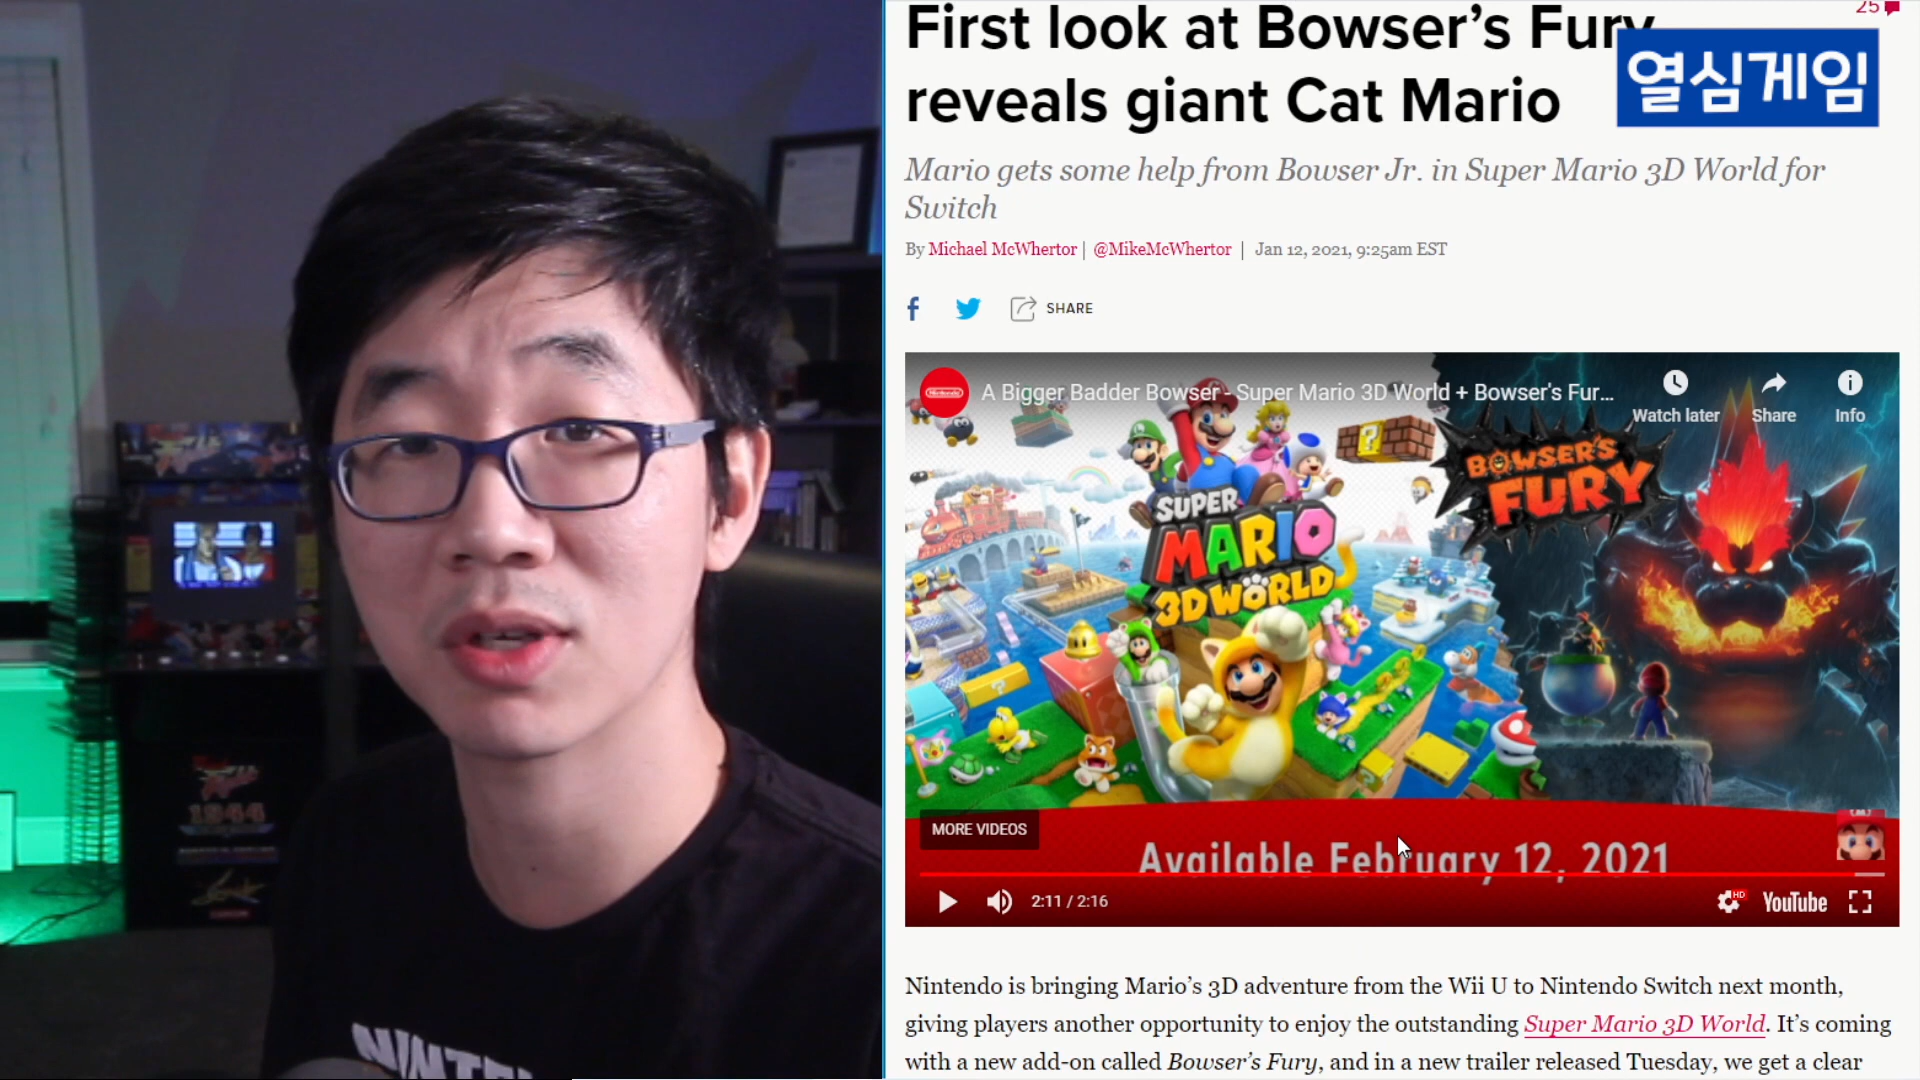 First look at Bowser's Fury
25
열심게임
reveals giant Cat Mario
Mario gets some help from Bowser Jr. in Super Mario 3D World for
Switch
By Michael McWhertor | @MikeMcWhertor | Jan 12, 2021, 9:25am EST
SHARE
A Bigger Badder Bowser - Super Mario 3D World + Bowser's Fur...
Watch later
Share
Info
Nintendo
SUPER
MARIO
3D WORLD
BOWSER'S
FURY
MORE VIDEOS
Available February 12, 2021
2:11 / 2:16
HD
YouTube
Nintendo is bringing Mario's 3D adventure from the Wii U to Nintendo Switch next month,
giving players another opportunity to enjoy the outstanding Super Mario 3D World. It's coming
with a new add-on called Bowser's Fury, and in a new trailer released Tuesday, we get a clear
1944